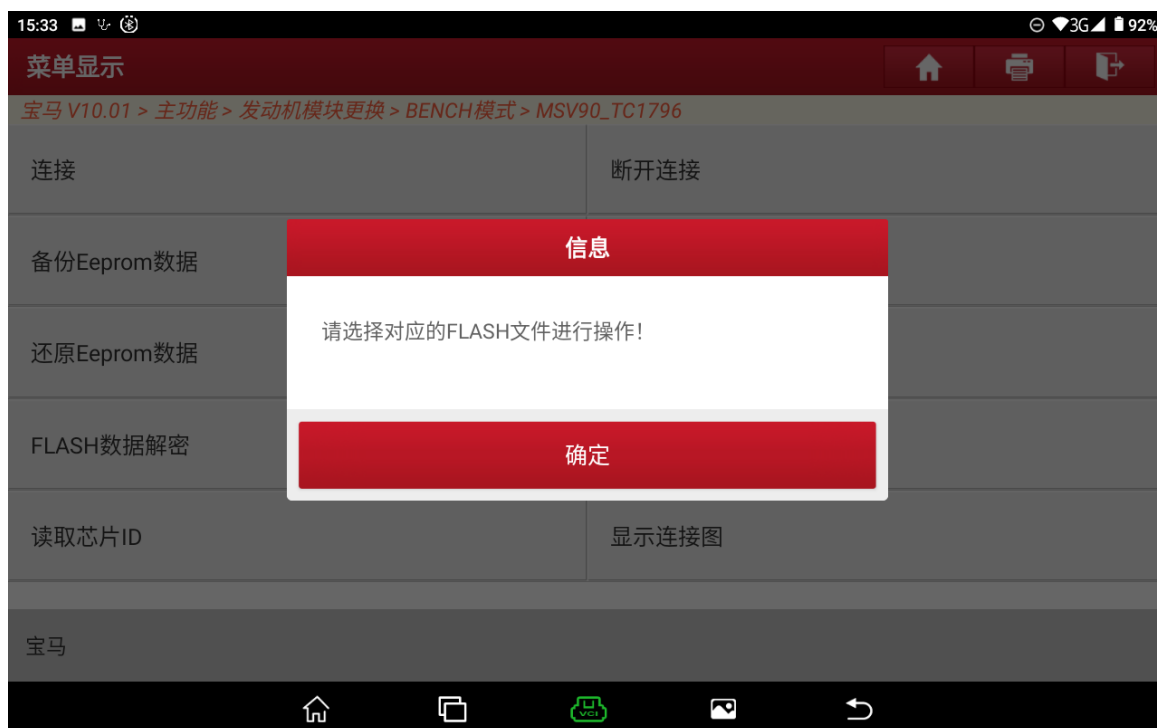 15:33 3G 92%
菜单显示
宝马 V10.01 > 主功能 > 发动机模块更换 > BENCH模式 > MSV90_TC1796
连接 断开连接
备份Eeprom数据
信息
请选择对应的FLASH文件进行操作！
还原Eeprom数据
FLASH数据解密
确定
读取芯片ID 显示连接图
宝马
VCI